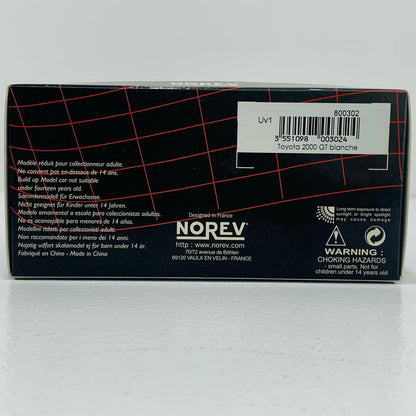 NOREV
800302
Uv1
3 551098 003024
Toyota 2000 GT blanche
Modèle réduit pour collectionneur adulte.
Ne convient pas en-dessous de 14 ans.
Build up Model car not suitable
under fourteen years old.
Sammlermodell für Erwachsene.
Nicht geeignet für Kinder unter 14 Jahren.
Modelo ornamental a escala para coleccionistas adultos.
No es aconsejable para menores de 14 anos.
Modellini ridotti per collezionisti adulti.
Non raccomandato per i meno dei 14 anni.
Nojatig utfort skalamodell ej for barn under 14 år.
Fabriqué en Chine - Made in China
Designed in France
NOREV
http : www.norev.com
70/72 avenue de Böhlen
69120 VAULX EN VELIN - FRANCE
Long term exposure to direct
sunlight or bright spotlight
may cause damage
WARNING :
CHOKING HAZARDS
- small parts. Not for
children under 14 years old